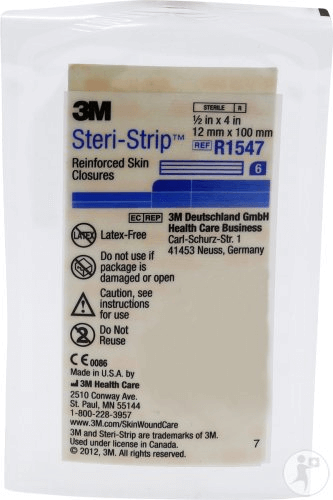 3M
STERILE R
Steri-Strip™
½ in x 4 in
12 mm x 100 mm
REF R1547
Reinforced Skin
Closures
6
EC REP
3M Deutschland GmbH
Health Care Business
Carl-Schurz-Str. 1
41453 Neuss, Germany
LATEX
Latex-Free
Do not use if
package is
damaged or open
Caution, see
instructions
for use
2
Do Not
Reuse
CE 0086
Made in U.S.A. by
3M Health Care
2510 Conway Ave.
St. Paul, MN 55144
1-800-228-3957
www.3M.com/SkinWoundCare
3M and Steri-Strip are trademarks of 3M.
Used under license in Canada.
© 2012, 3M. All rights reserved.
7